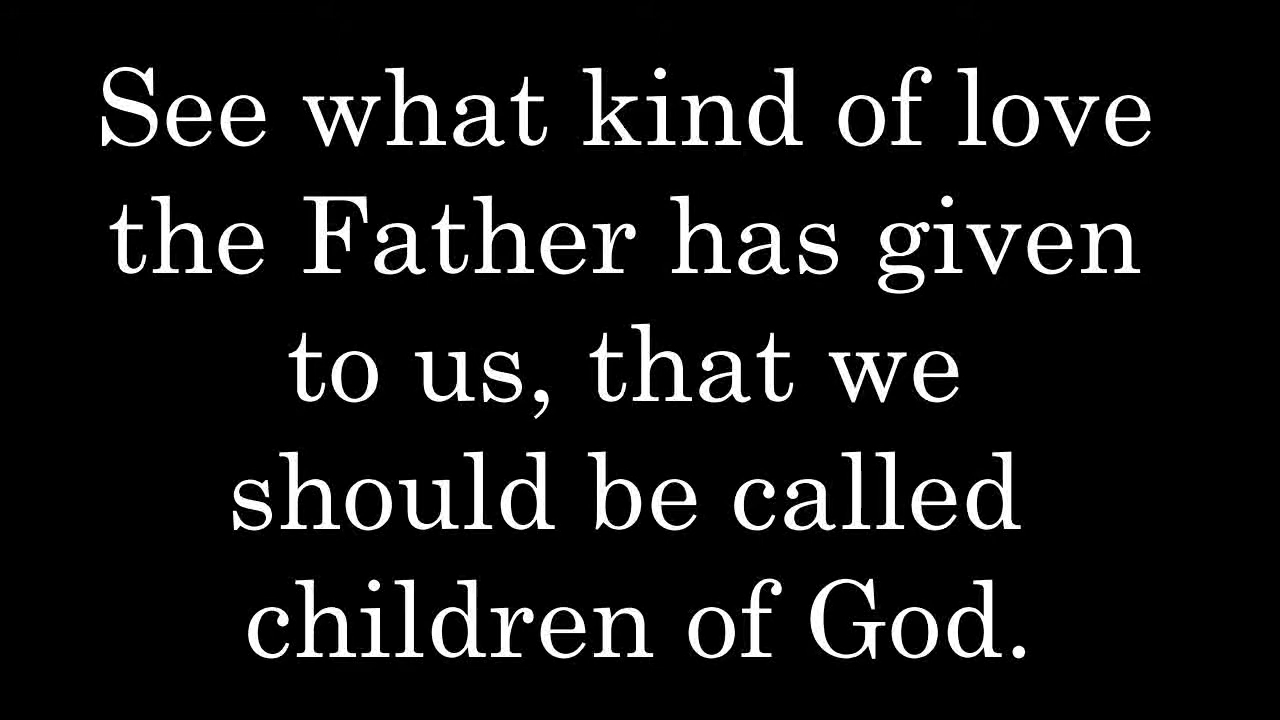 See what kind of love
the Father has given
to us, that we
should be called
children of God.